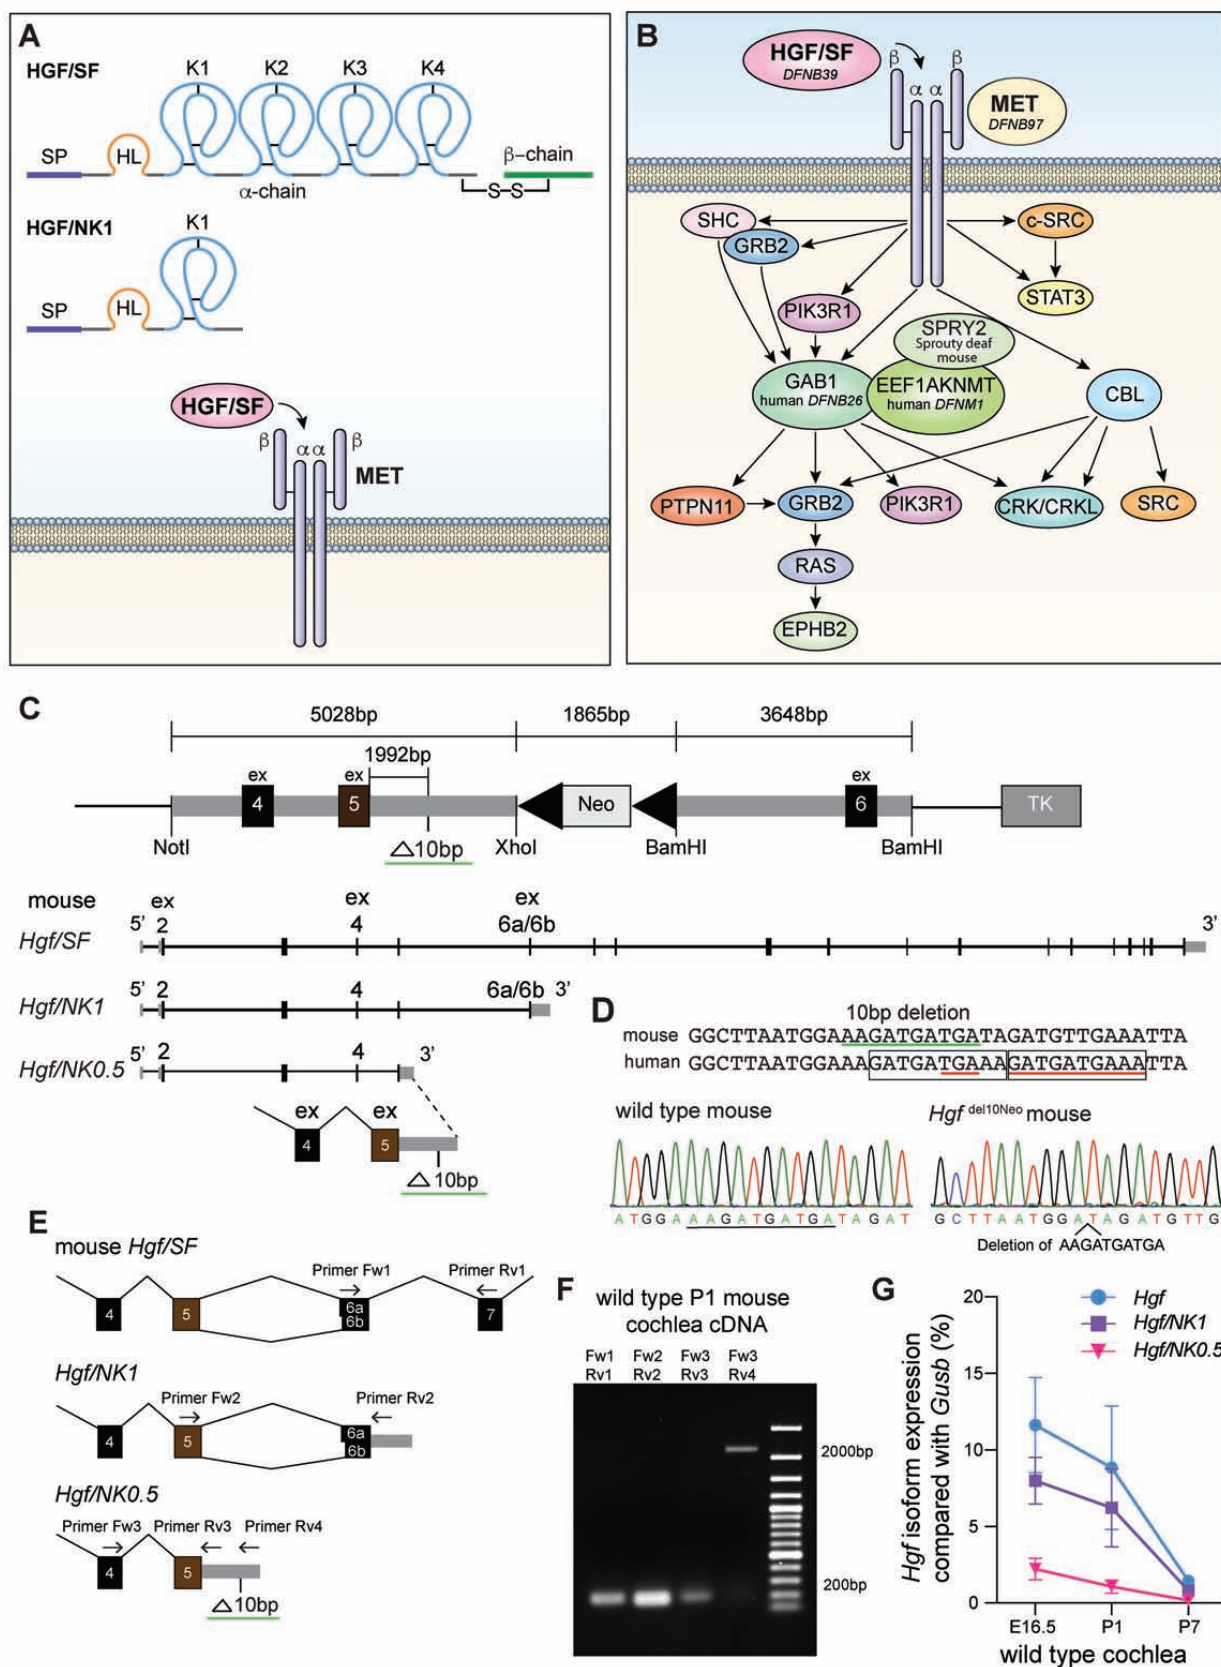 A
HGF/SF
K1 K2 K3 K4
SP HL β–chain
α–chain S–S
HGF/NK1
K1
SP HL
HGF/SF
β α α β
MET
B
HGF/SF
DFNB39
β β
α α
MET
DFNB97
SHC c-SRC
GRB2
STAT3
PIK3R1
SPRY2
Sprouty deaf
mouse
GAB1 EEF1AKNMT CBL
human DFNB26 human DFNM1
PTPN11 GRB2 PIK3R1 CRK/CRKL SRC
RAS
EPHB2
C
5028bp 1865bp 3648bp
1992bp
ex ex ex
4 5 Neo 6 TK
NotI XhoI BamHI BamHI
△10bp
mouse ex ex ex
5' 2 4 6a/6b 3'
Hgf/SF
5' 2 4 6a/6b 3'
Hgf/NK1
5' 2 4 3'
Hgf/NK0.5
ex ex
4 5
△10bp
D
10bp deletion
mouse GGCTTAATGGAAAGATGATGATAGATGTTGAAATTA
human GGCTTAATGGAAAGATGATGAAAGATGATGAAATTA
wild type mouse Hgf del10Neo mouse
ATGGAAAGATGATGATAGAT GCTTAATGGATAGATGTTG
Deletion of AAGATGATGA
E
mouse Hgf/SF
Primer Fw1 Primer Rv1
4 5 6a 7
6b
Hgf/NK1
Primer Fw2 Primer Rv2
4 5 6a
6b
Hgf/NK0.5
Primer Fw3 Primer Rv3 Primer Rv4
4 5
△10bp
F
wild type P1 mouse
cochlea cDNA
Fw1 Fw2 Fw3 Fw3
Rv1 Rv2 Rv3 Rv4
2000bp
200bp
G
Hgf isoform expression
compared with Gusb (%)
20
15
10
5
0
Hgf
Hgf/NK1
Hgf/NK0.5
E16.5 P1 P7
wild type cochlea